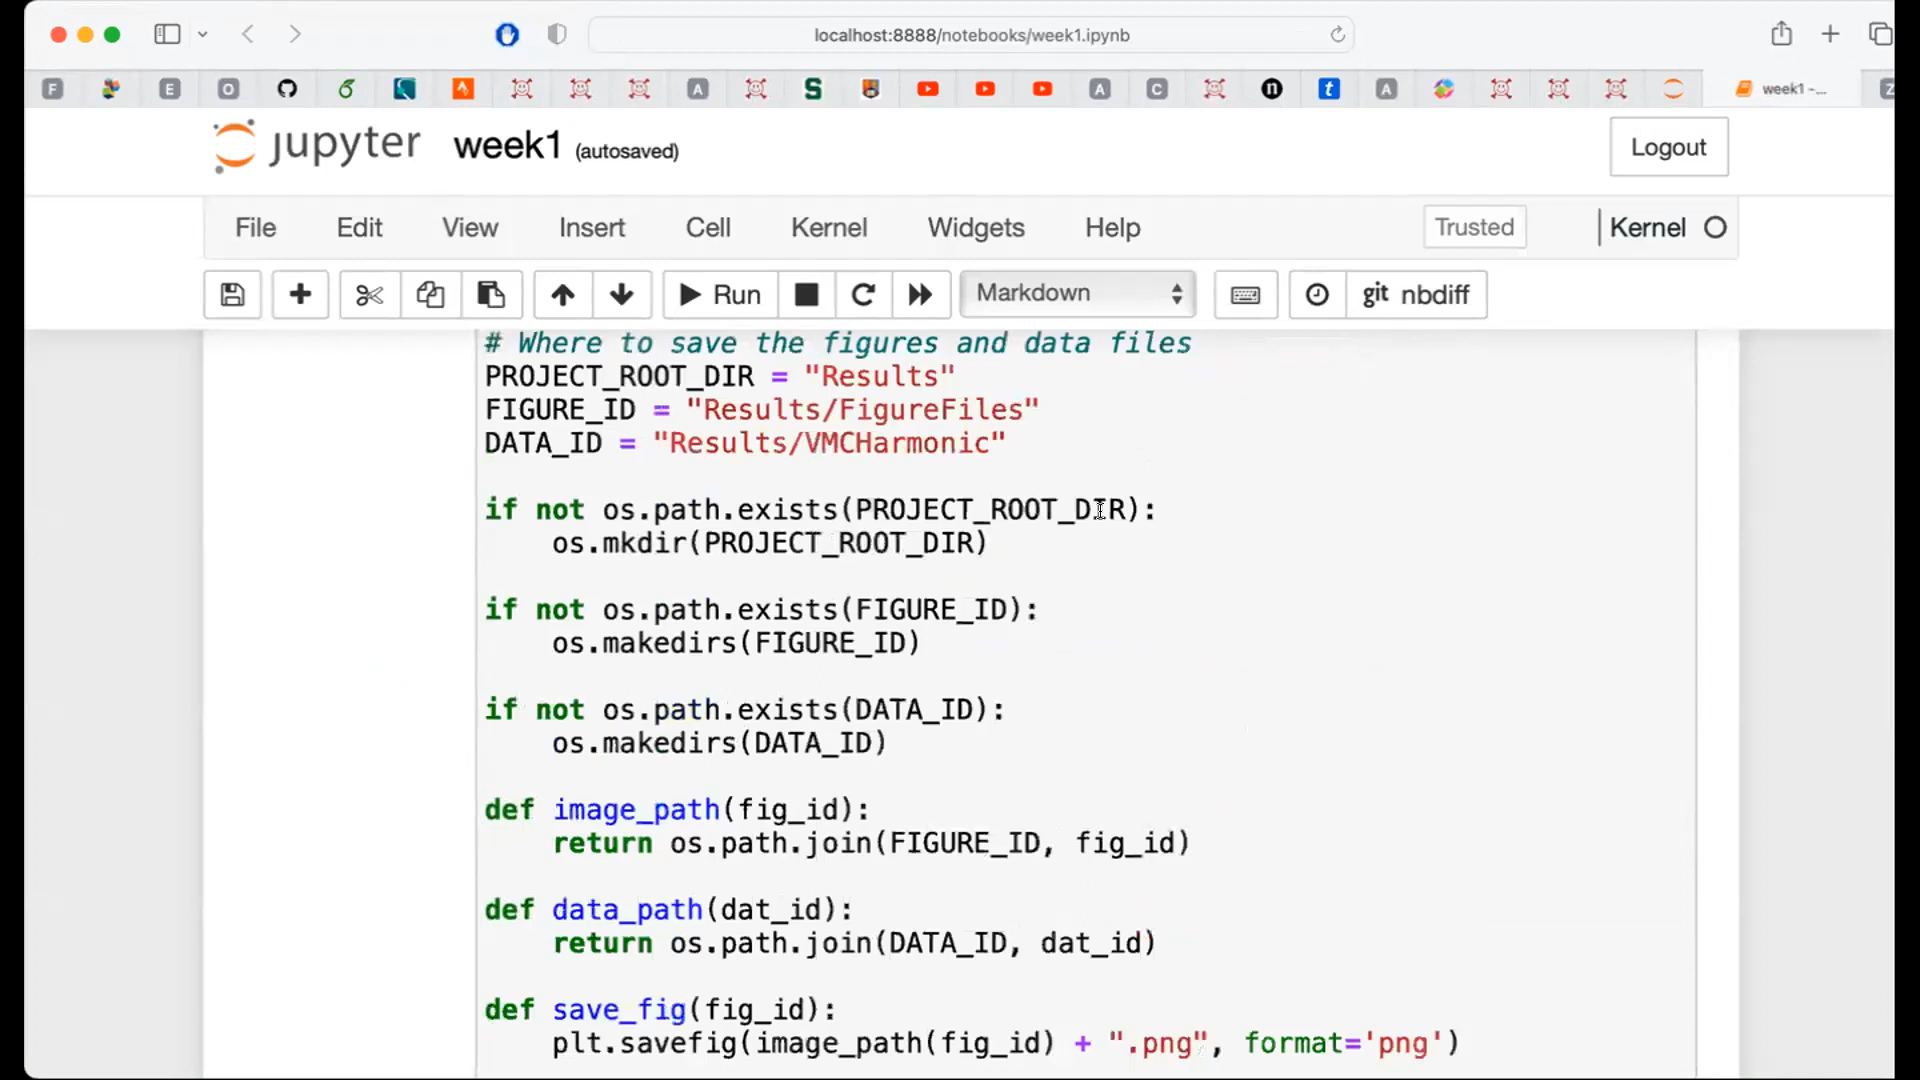 localhost:8888/notebooks/week1.ipynb
F E O A S A C n t A week1 -... Z
jupyter week1 (autosaved)
Logout
File Edit View Insert Cell Kernel Widgets Help Trusted Kernel
Run Markdown git nbdiff
# Where to save the figures and data files
PROJECT_ROOT_DIR = "Results"
FIGURE_ID = "Results/FigureFiles"
DATA_ID = "Results/VMCHarmonic"
if not os.path.exists(PROJECT_ROOT_DIR):
    os.mkdir(PROJECT_ROOT_DIR)
if not os.path.exists(FIGURE_ID):
    os.makedirs(FIGURE_ID)
if not os.path.exists(DATA_ID):
    os.makedirs(DATA_ID)
def image_path(fig_id):
    return os.path.join(FIGURE_ID, fig_id)
def data_path(dat_id):
    return os.path.join(DATA_ID, dat_id)
def save_fig(fig_id):
    plt.savefig(image_path(fig_id) + ".png", format='png')